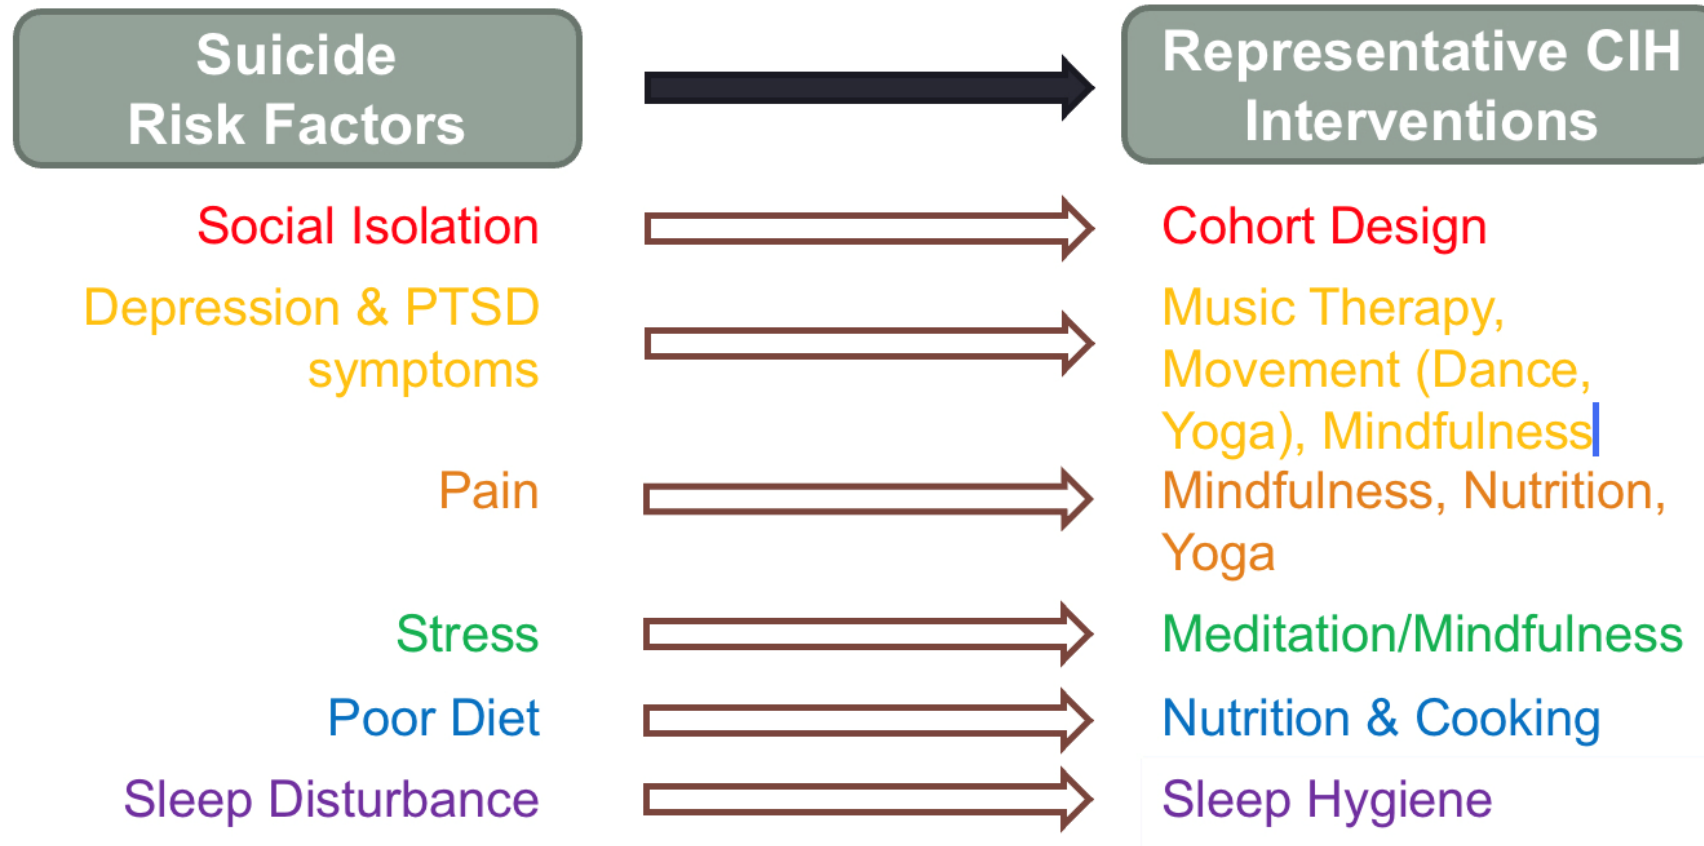 Suicide
Risk Factors
Representative CIH
Interventions
Social Isolation
Cohort Design
Depression & PTSD
symptoms
Music Therapy,
Movement (Dance,
Yoga), Mindfulness
Pain
Mindfulness, Nutrition,
Yoga
Stress
Meditation/Mindfulness
Poor Diet
Nutrition & Cooking
Sleep Disturbance
Sleep Hygiene